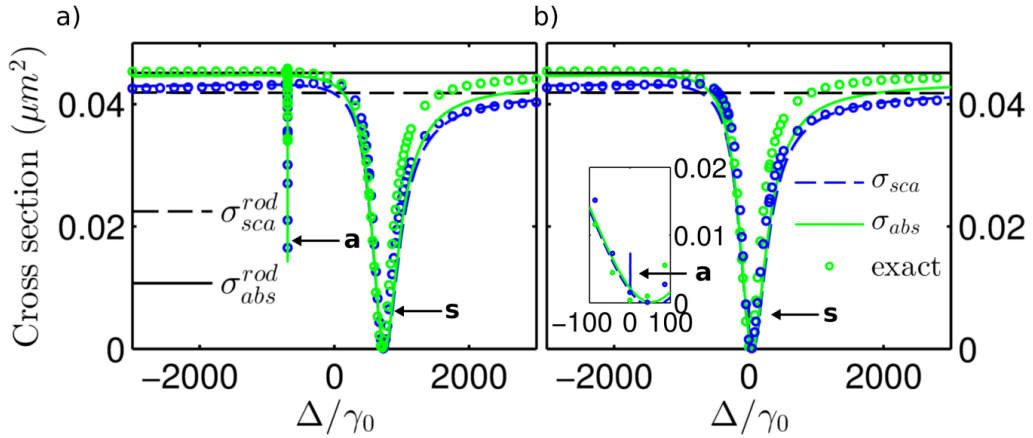 a)
b)
Cross section (μm²)
0.04
0.02
0
−2000
0
2000
Δ/γ₀
σ_sca^rod
σ_abs^rod
a
s
0.02
0.01
0
−100
0
100
a
s
σ_sca
σ_abs
exact
0.04
0.02
0
−2000
0
2000
Δ/γ₀